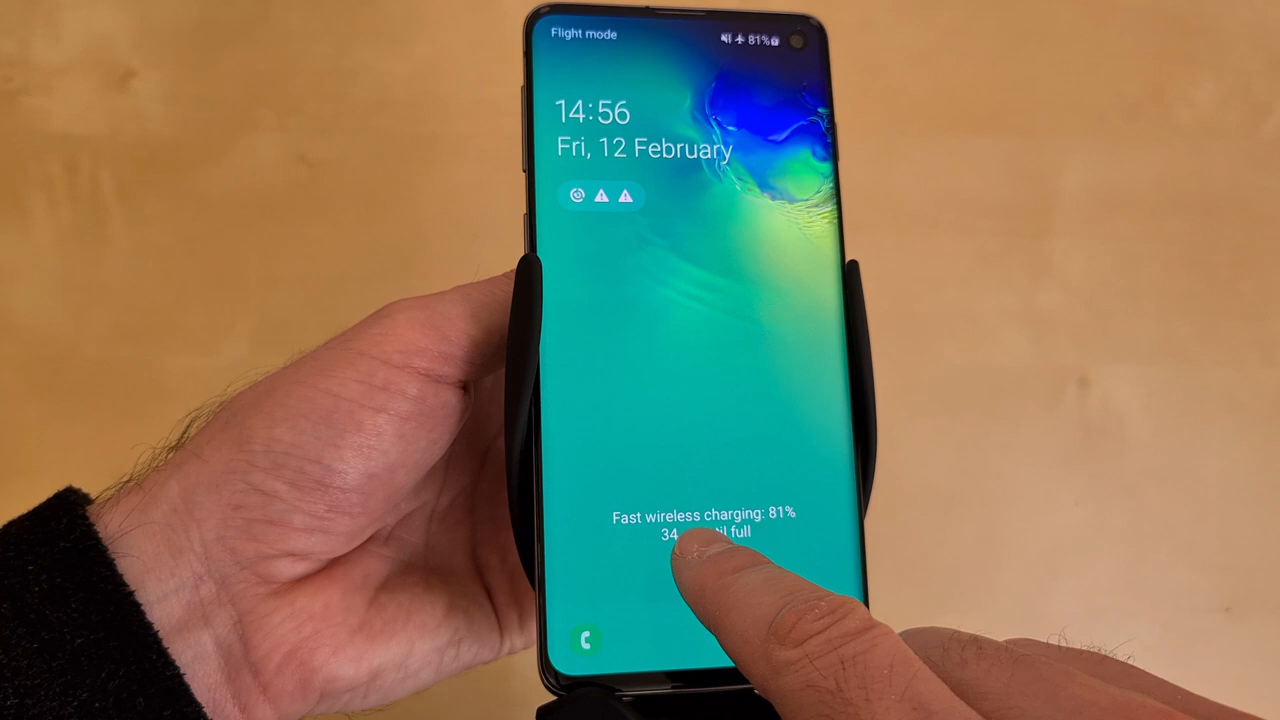 Flight mode
81%
14:56
Fri, 12 February
Fast wireless charging: 81%
34 full